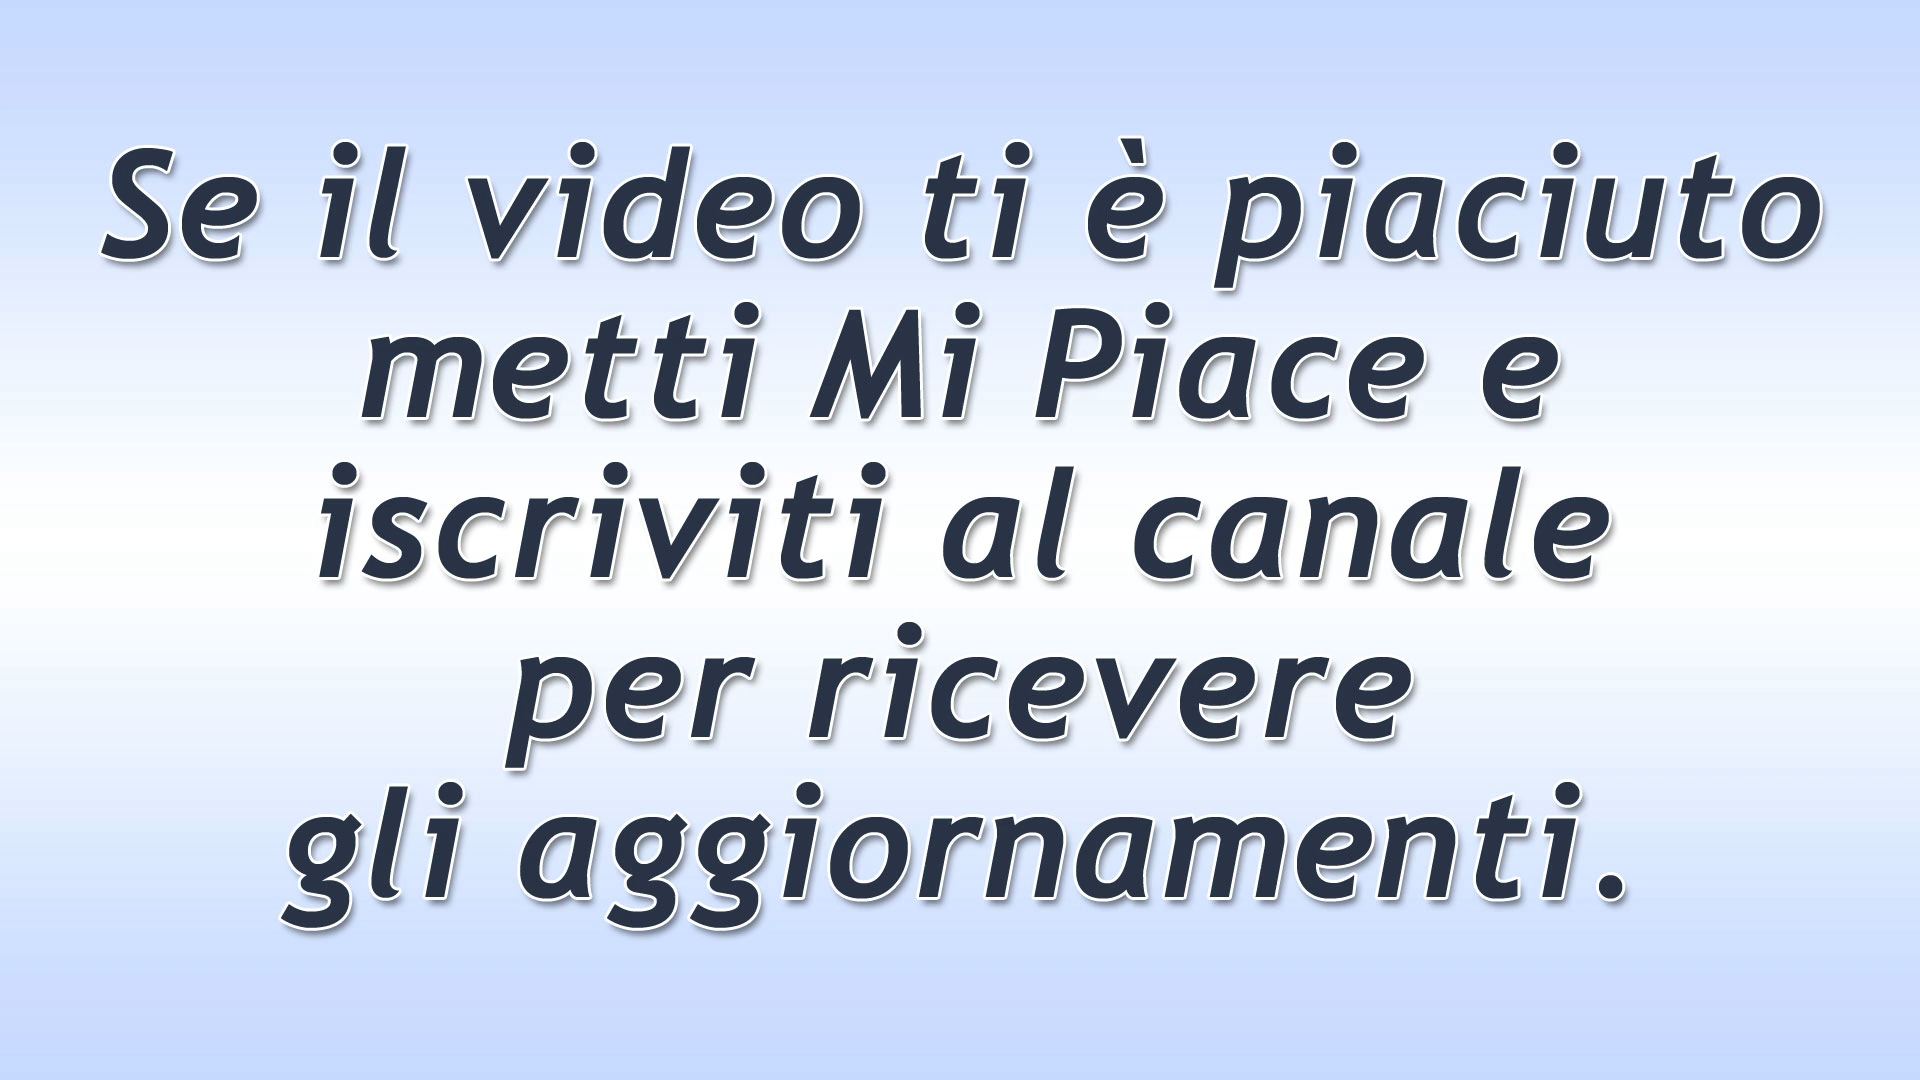 Se il video ti è piaciuto
metti Mi Piace e
iscriviti al canale
per ricevere
gli aggiornamenti.